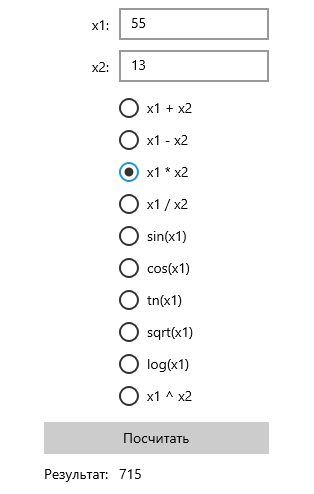 x1: 55
x2: 13
x1 + x2
x1 - x2
x1 * x2
x1 / x2
sin(x1)
cos(x1)
tn(x1)
sqrt(x1)
log(x1)
x1 ^ x2
Посчитать
Результат: 715